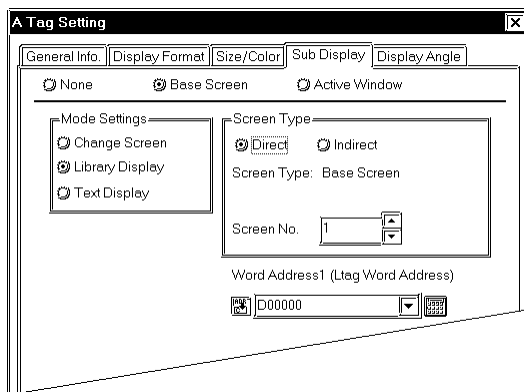 A Tag Setting
General Info. Display Format Size/Color Sub Display Display Angle
None Base Screen Active Window
Mode Settings
Change Screen
Library Display
Text Display
Screen Type
Direct Indirect
Screen Type: Base Screen
Screen No. 1
Word Address1 (Ltag Word Address)
D00000